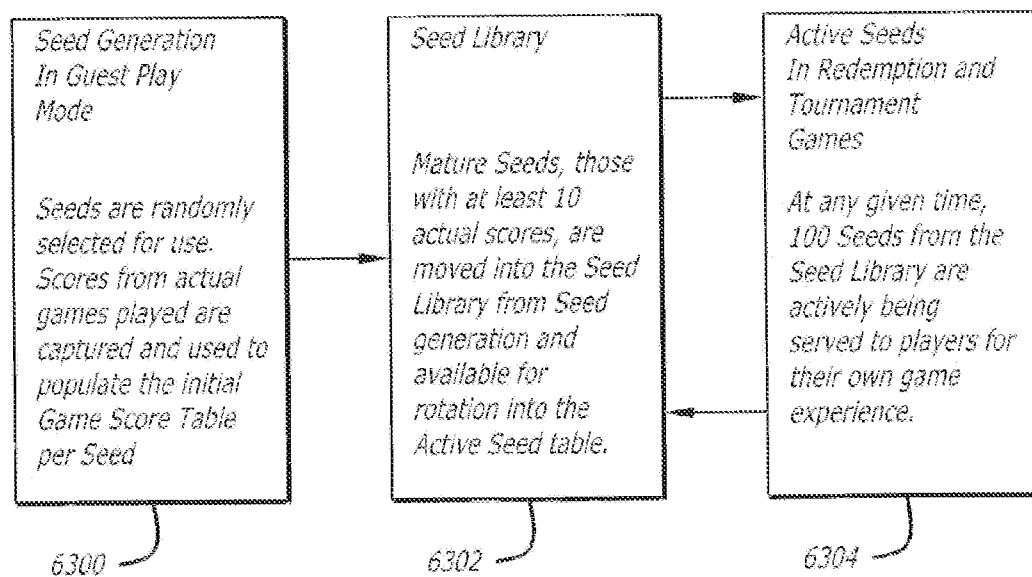 Seed Generation
In Guest Play
Mode
Seeds are randomly
selected for use.
Scores from actual
games played are
captured and used to
populate the initial
Game Score Table
per Seed
6300
Seed Library
Mature Seeds, those
with at least 10
actual scores, are
moved into the Seed
Library from Seed
generation and
available for
rotation into the
Active Seed table.
6302
Active Seeds
In Redemption and
Tournament
Games
At any given time,
100 Seeds from the
Seed Library are
actively being
served to players for
their own game
experience.
6304